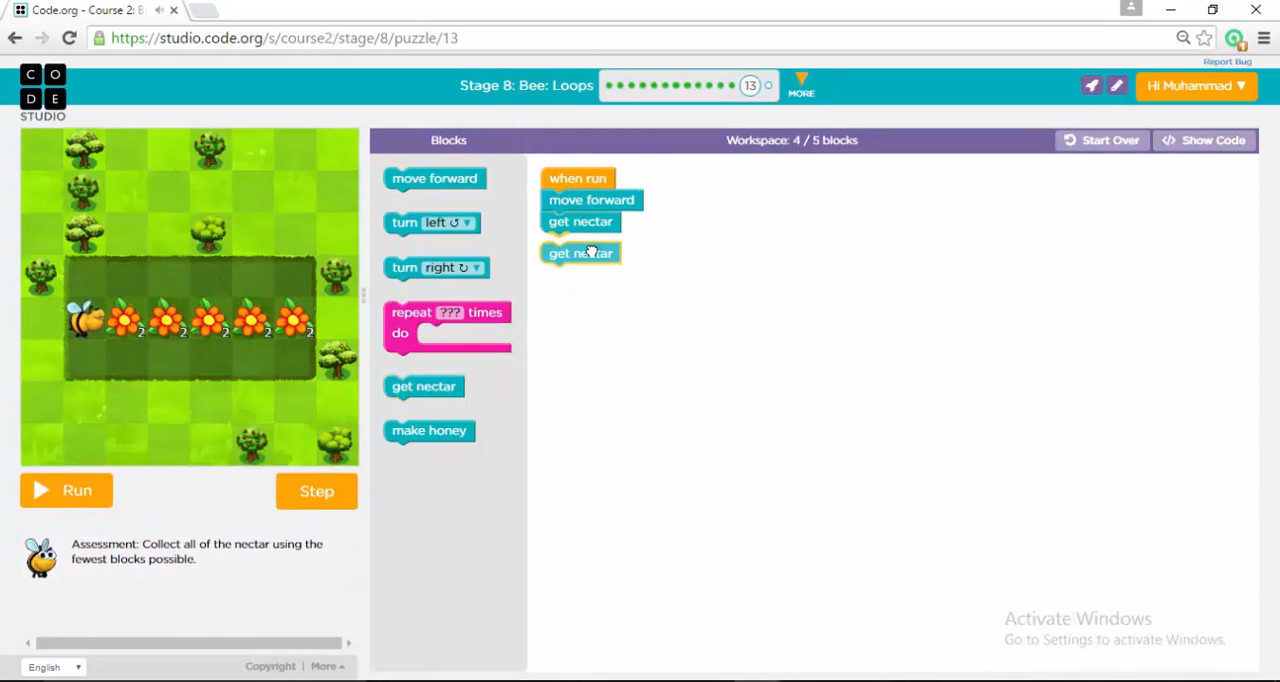 Code.org - Course 2: B
https://studio.code.org/s/course2/stage/8/puzzle/13
Report Bug
C O
D E
STUDIO
Stage 8: Bee: Loops
13
MORE
Hi Muhammad ▼
Blocks
Workspace: 4 / 5 blocks
Start Over
</> Show Code
move forward
turn left ↺ ▼
turn right ↻ ▼
repeat ??? times
do
get nectar
make honey
when run
move forward
get nectar
get nectar
2 2 2 2 2
Run
Step
Assessment: Collect all of the nectar using the
fewest blocks possible.
English ▼
Copyright | More
Activate Windows
Go to Settings to activate Windows.